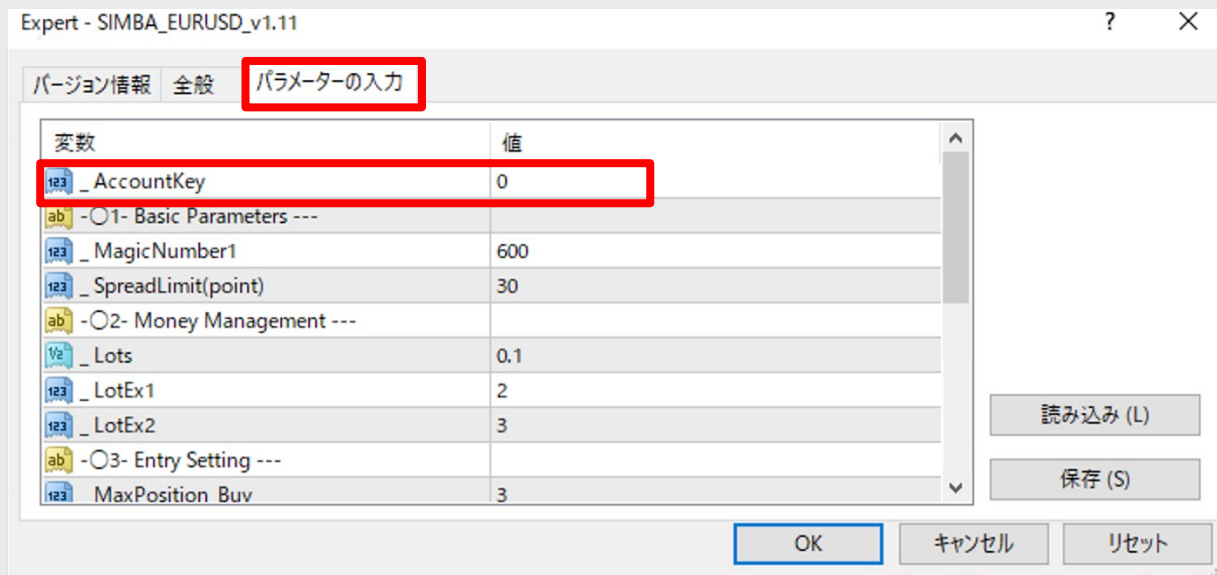 Expert - SIMBA_EURUSD_v1.11
バージョン情報 全般 パラメーターの入力
変数 値
_ AccountKey 0
-○1- Basic Parameters ---
_ MagicNumber1 600
_ SpreadLimit(point) 30
-○2- Money Management ---
_ Lots 0.1
_ LotEx1 2
_ LotEx2 3
-○3- Entry Setting ---
_ MaxPosition_Buy 3
読み込み (L)
保存 (S)
OK キャンセル リセット